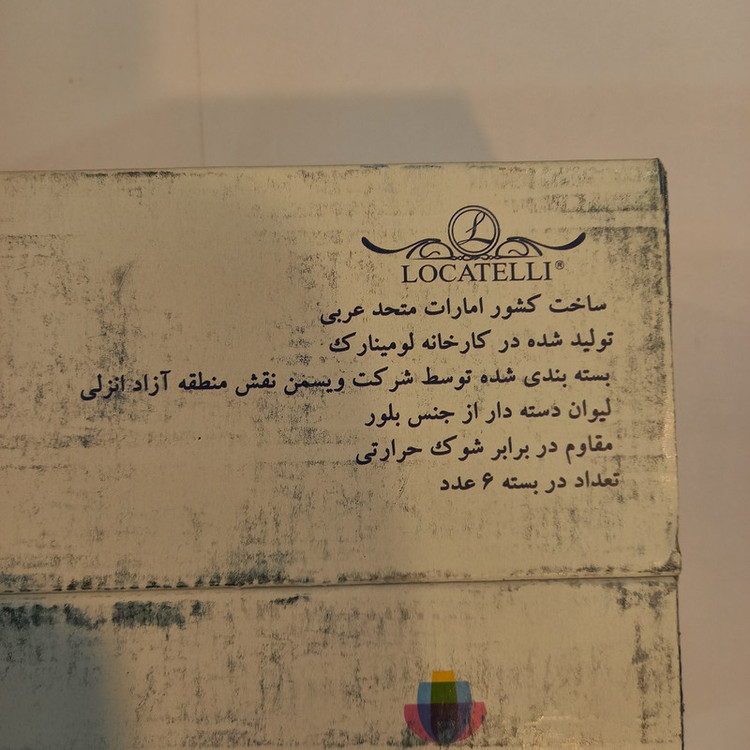 L
LOCATELLI®
ساخت کشور امارات متحد عربی
تولید شده در کارخانه لومینارک
بسته بندی شده توسط شرکت ویسمن نقش منطقه آزاد انزلی
لیوان دسته دار از جنس بلور
مقاوم در برابر شوک حرارتی
تعداد در بسته ۶ عدد